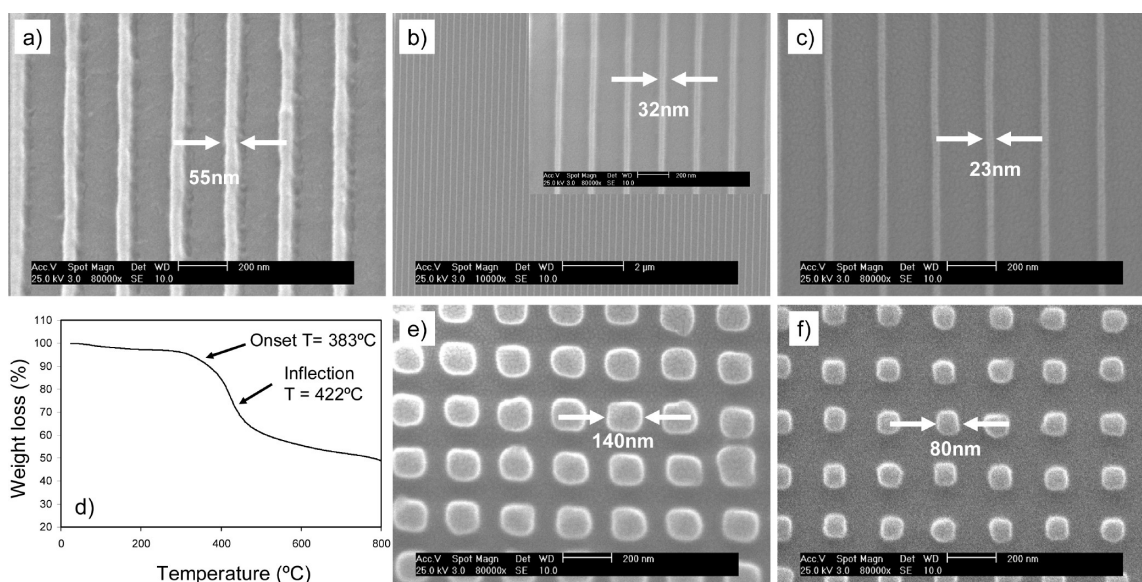 a)
55nm
Acc.V Spot Magn Det WD 200 nm
25.0 kV 3.0 80000x SE 10.0
b)
32nm
Acc.V Spot Magn Det WD 200 nm
25.0 kV 3.0 80000x SE 10.0
Acc.V Spot Magn Det WD 2 µm
25.0 kV 3.0 10000x SE 10.0
c)
23nm
Acc.V Spot Magn Det WD 200 nm
25.0 kV 3.0 80000x SE 10.0
Weight loss (%)
110
100
90
80
70
60
50
40
30
20
Onset T= 383ºC
Inflection
T = 422ºC
d)
0 200 400 600 800
Temperature (ºC)
e)
140nm
Acc.V Spot Magn Det WD 200 nm
25.0 kV 3.0 80000x SE 10.0
f)
80nm
Acc.V Spot Magn Det WD 200 nm
25.0 kV 3.0 80000x SE 10.0